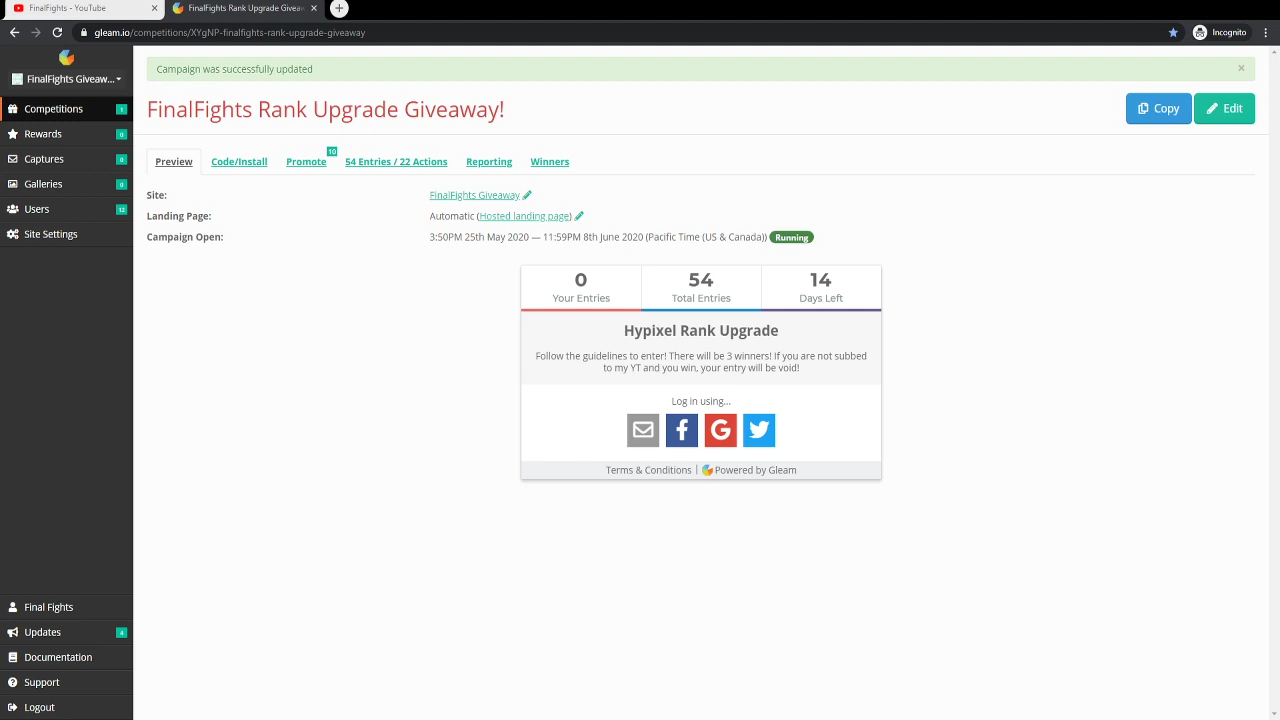 FinalFights - YouTube
FinalFights Rank Upgrade Giveaw
gleam.io/competitions/XYgNP-finalfights-rank-upgrade-giveaway
Incognito
FinalFights Giveaw...
Competitions 1
Rewards 0
Captures 0
Galleries 0
Users 12
Site Settings
Final Fights
Updates 4
Documentation
Support
Logout
Campaign was successfully updated
FinalFights Rank Upgrade Giveaway!
Copy
Edit
Preview
Code/Install
Promote 10
54 Entries / 22 Actions
Reporting
Winners
Site: FinalFights Giveaway
Landing Page: Automatic (Hosted landing page)
Campaign Open: 3:50PM 25th May 2020 — 11:59PM 8th June 2020 (Pacific Time (US & Canada)) Running
0 54 14
Your Entries Total Entries Days Left
Hypixel Rank Upgrade
Follow the guidelines to enter! There will be 3 winners! If you are not subbed
to my YT and you win, your entry will be void!
Log in using...
Terms & Conditions | Powered by Gleam